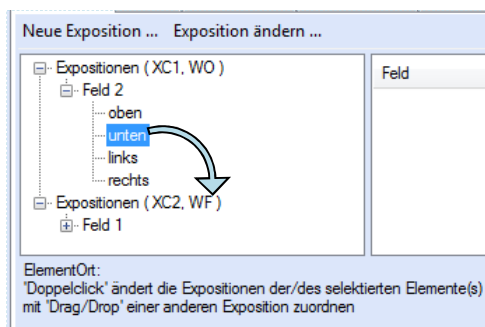 Neue Exposition ... Exposition ändern ...
Expositionen ( XC1, WO )
Feld
Feld 2
oben
unten
links
rechts
Expositionen ( XC2, WF )
Feld 1
ElementOrt:
'Doppelclick' ändert die Expositionen der/des selektierten Elemente(s)
mit 'Drag/Drop' einer anderen Exposition zuordnen